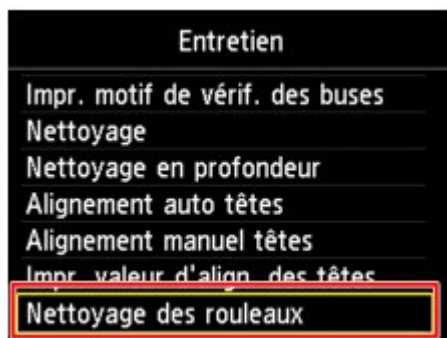 Entretien
Impr. motif de vérif. des buses
Nettoyage
Nettoyage en profondeur
Alignement auto têtes
Alignement manuel têtes
Impr. valeur d'align. des têtes
Nettoyage des rouleaux